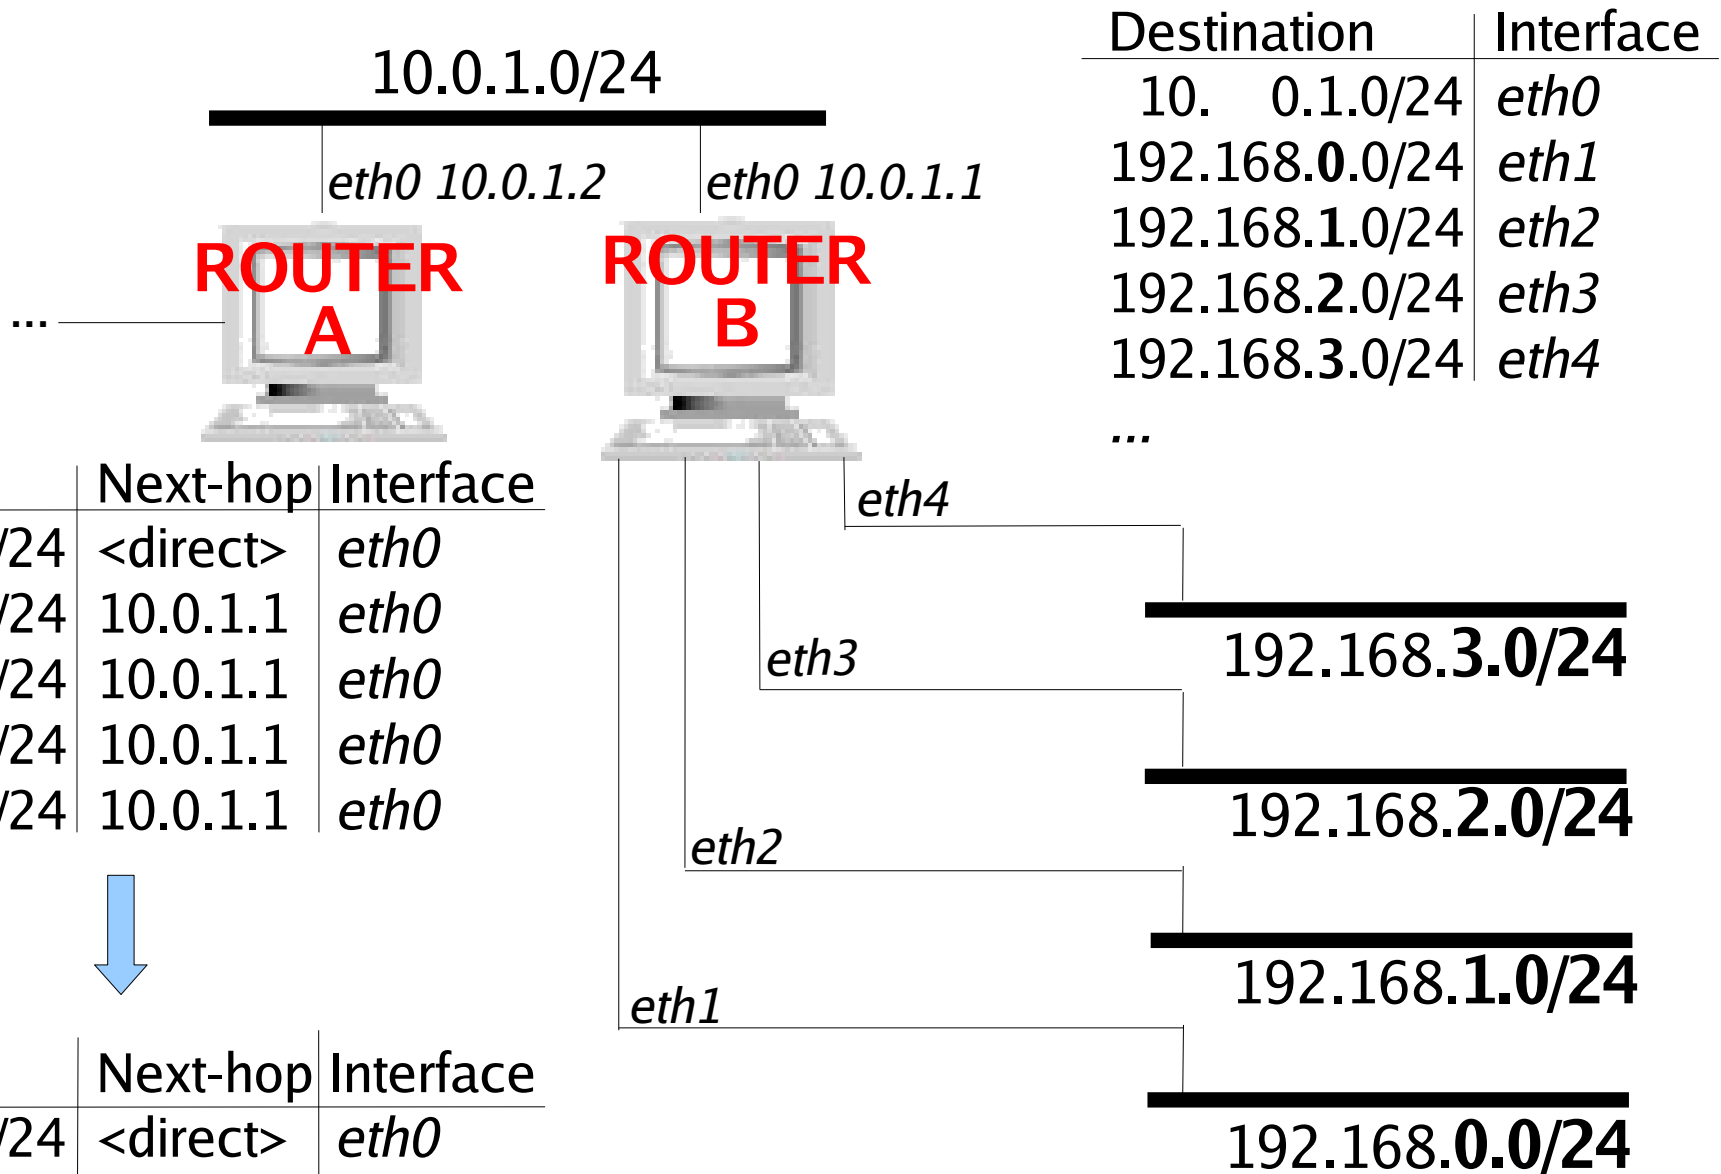 10.0.1.0/24
eth0 10.0.1.2
eth0 10.0.1.1
ROUTER
A
ROUTER
B
...
Destination Interface
10. 0.1.0/24 eth0
192.168.0.0/24 eth1
192.168.1.0/24 eth2
192.168.2.0/24 eth3
192.168.3.0/24 eth4
...
Next-hop Interface
/24 <direct> eth0
/24 10.0.1.1 eth0
/24 10.0.1.1 eth0
/24 10.0.1.1 eth0
/24 10.0.1.1 eth0
Next-hop Interface
/24 <direct> eth0
eth4
192.168.3.0/24
eth3
192.168.2.0/24
eth2
192.168.1.0/24
eth1
192.168.0.0/24